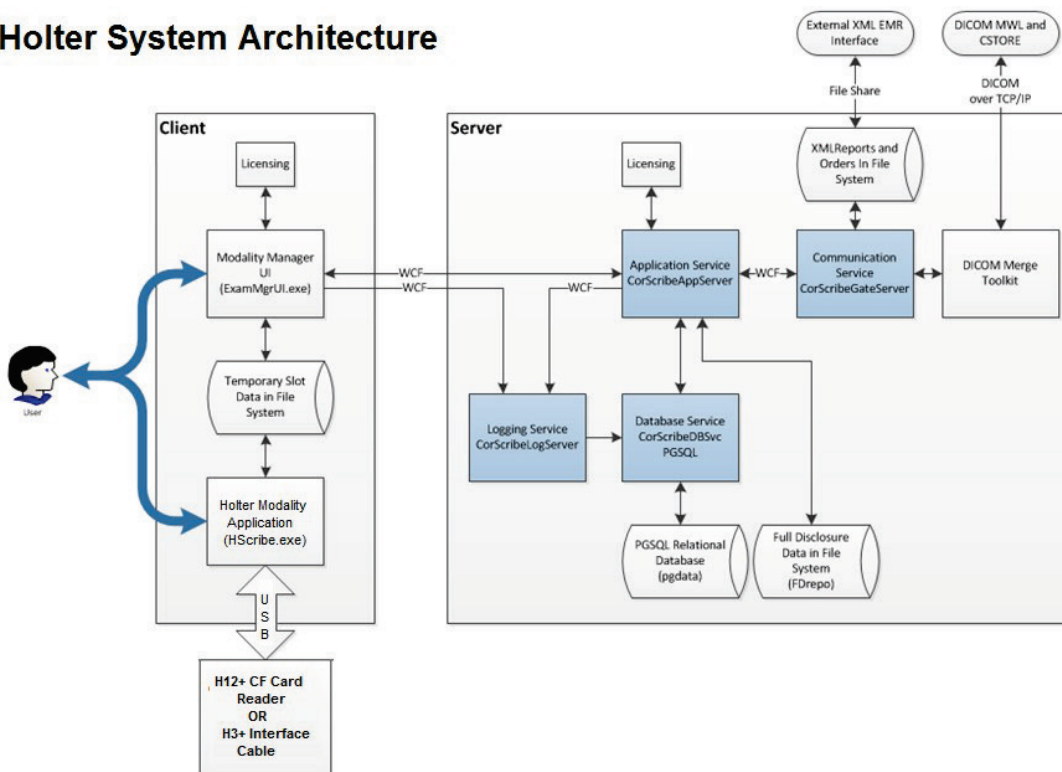 Holter System Architecture
External XML EMR
Interface
DICOM MWL and
CSTORE
File Share
DICOM
over TCP/IP
Client
Server
Licensing
Licensing
XMLReports and
Orders In File
System
Modality Manager
UI
(ExamMgrUI.exe)
WCF
WCF
WCF
Application Service
CorScribeAppServer
WCF
Communication
Service
CorScribeGateServer
DICOM Merge
Toolkit
User
Temporary Slot
Data in File
System
Logging Service
CorScribeLogServer
Database Service
CorScribeDBSvc
PGSQL
Holter Modality
Application
(HScribe.exe)
PGSQL Relational
Database
(pgdata)
Full Disclosure
Data in File
System
(FDrepo)
U
S
B
H12+ CF Card
Reader
OR
H3+ Interface
Cable